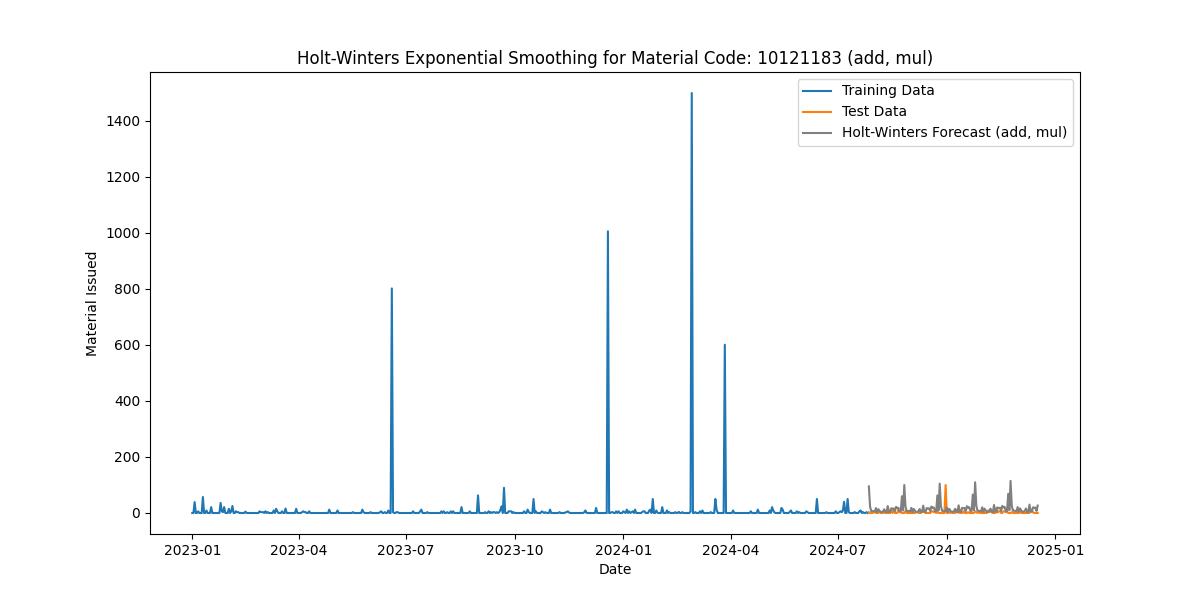 Holt-Winters Exponential Smoothing for Material Code: 10121183 (add, mul)
Training Data
Test Data
Holt-Winters Forecast (add, mul)
Material Issued
1400
1200
1000
800
600
400
200
0
2023-01
2023-04
2023-07
2023-10
2024-01
2024-04
2024-07
2024-10
2025-01
Date